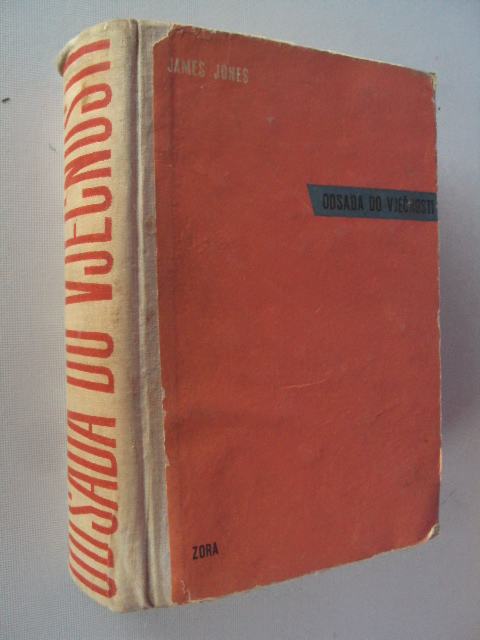 ODSADA DO VJEČNOSTI
JAMES JONES
ODSADA DO VJEČNOSTI
ZORA